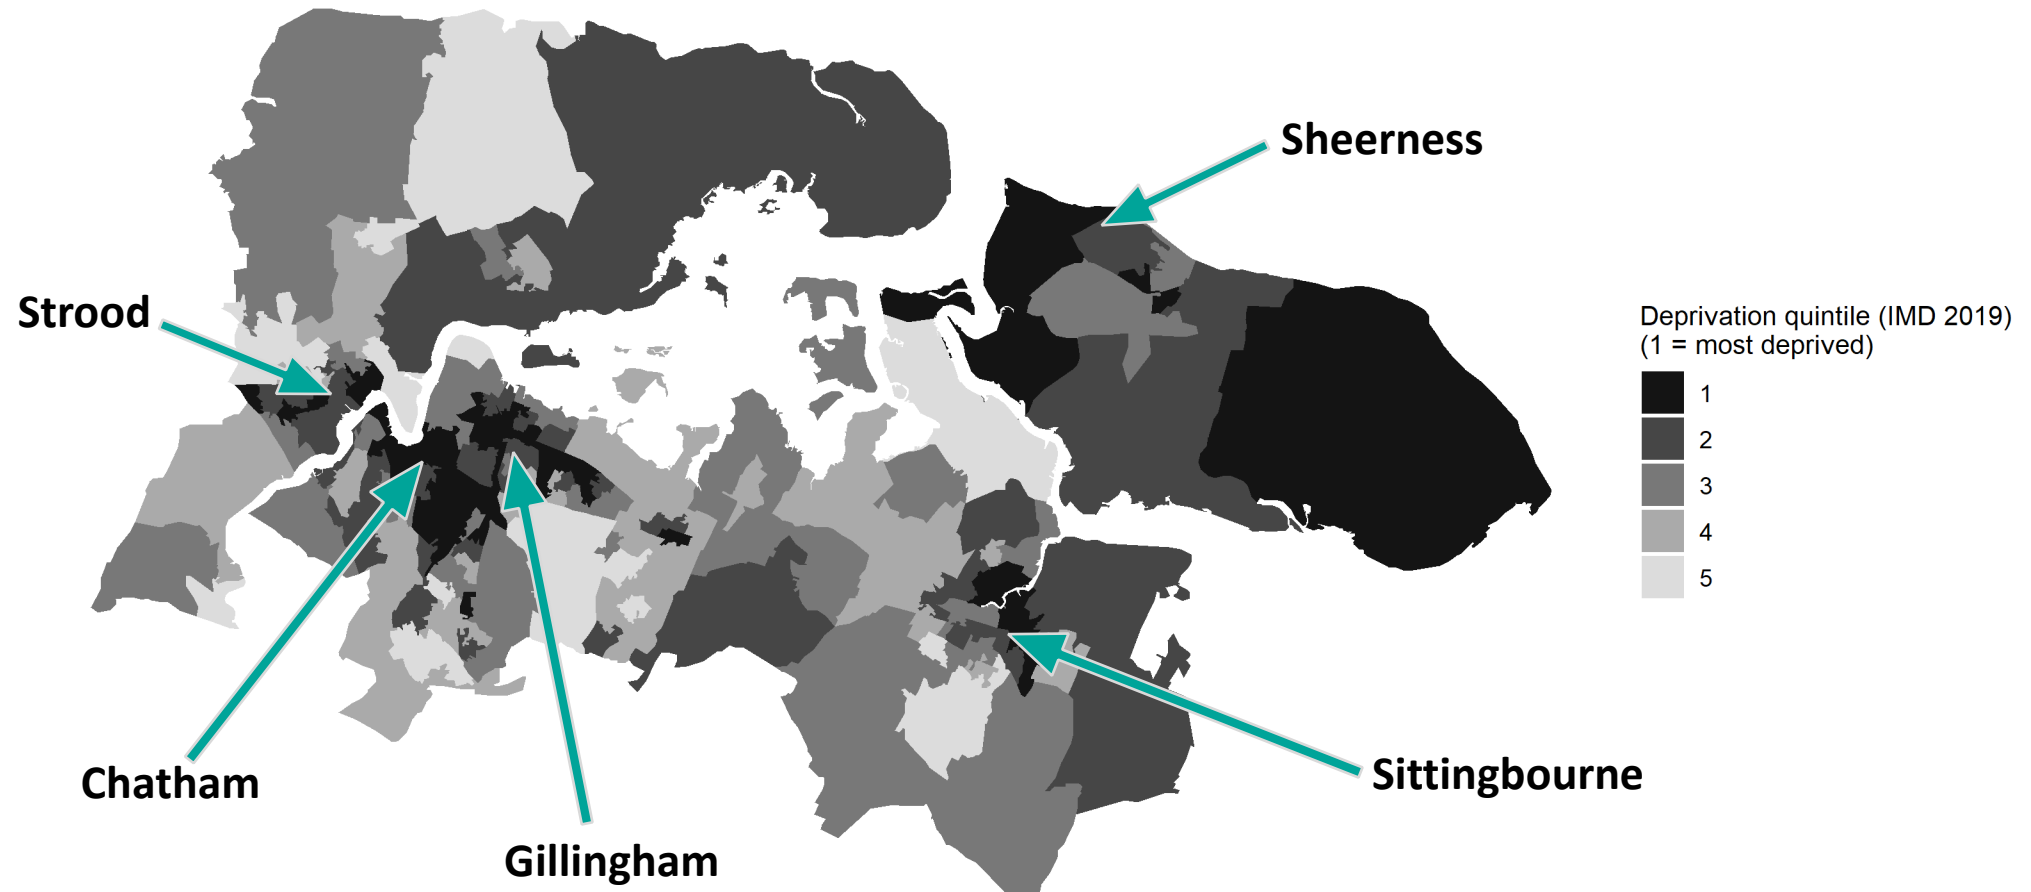 Sheerness
Strood
Deprivation quintile (IMD 2019)
(1 = most deprived)
1
2
3
4
5
Chatham
Sittingbourne
Gillingham